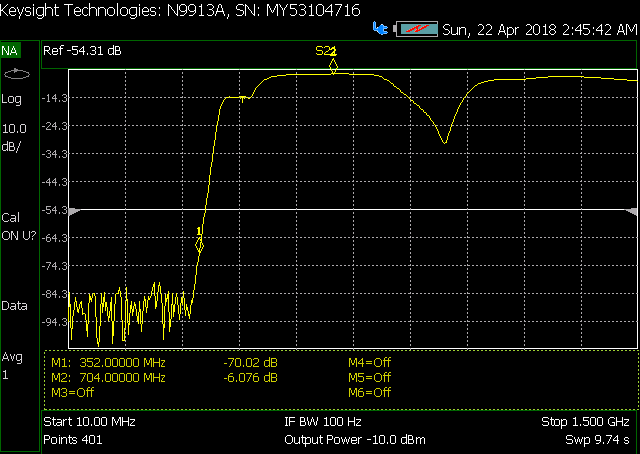 Keysight Technologies: N9913A, SN: MY53104716
Sun, 22 Apr 2018 2:45:42 AM
NA Ref -54.31 dB S21 2
Log
10.0
dB/
Cal
ON U?
Data
Avg
1
-14.3
-24.3
-34.3
-44.3
-54.3
-64.3
-74.3
-84.3
-94.3
1
M1: 352.00000 MHz -70.02 dB M4=Off
M2: 704.00000 MHz -6.076 dB M5=Off
M3=Off M6=Off
Start 10.00 MHz IF BW 100 Hz Stop 1.500 GHz
Points 401 Output Power -10.0 dBm Swp 9.74 s